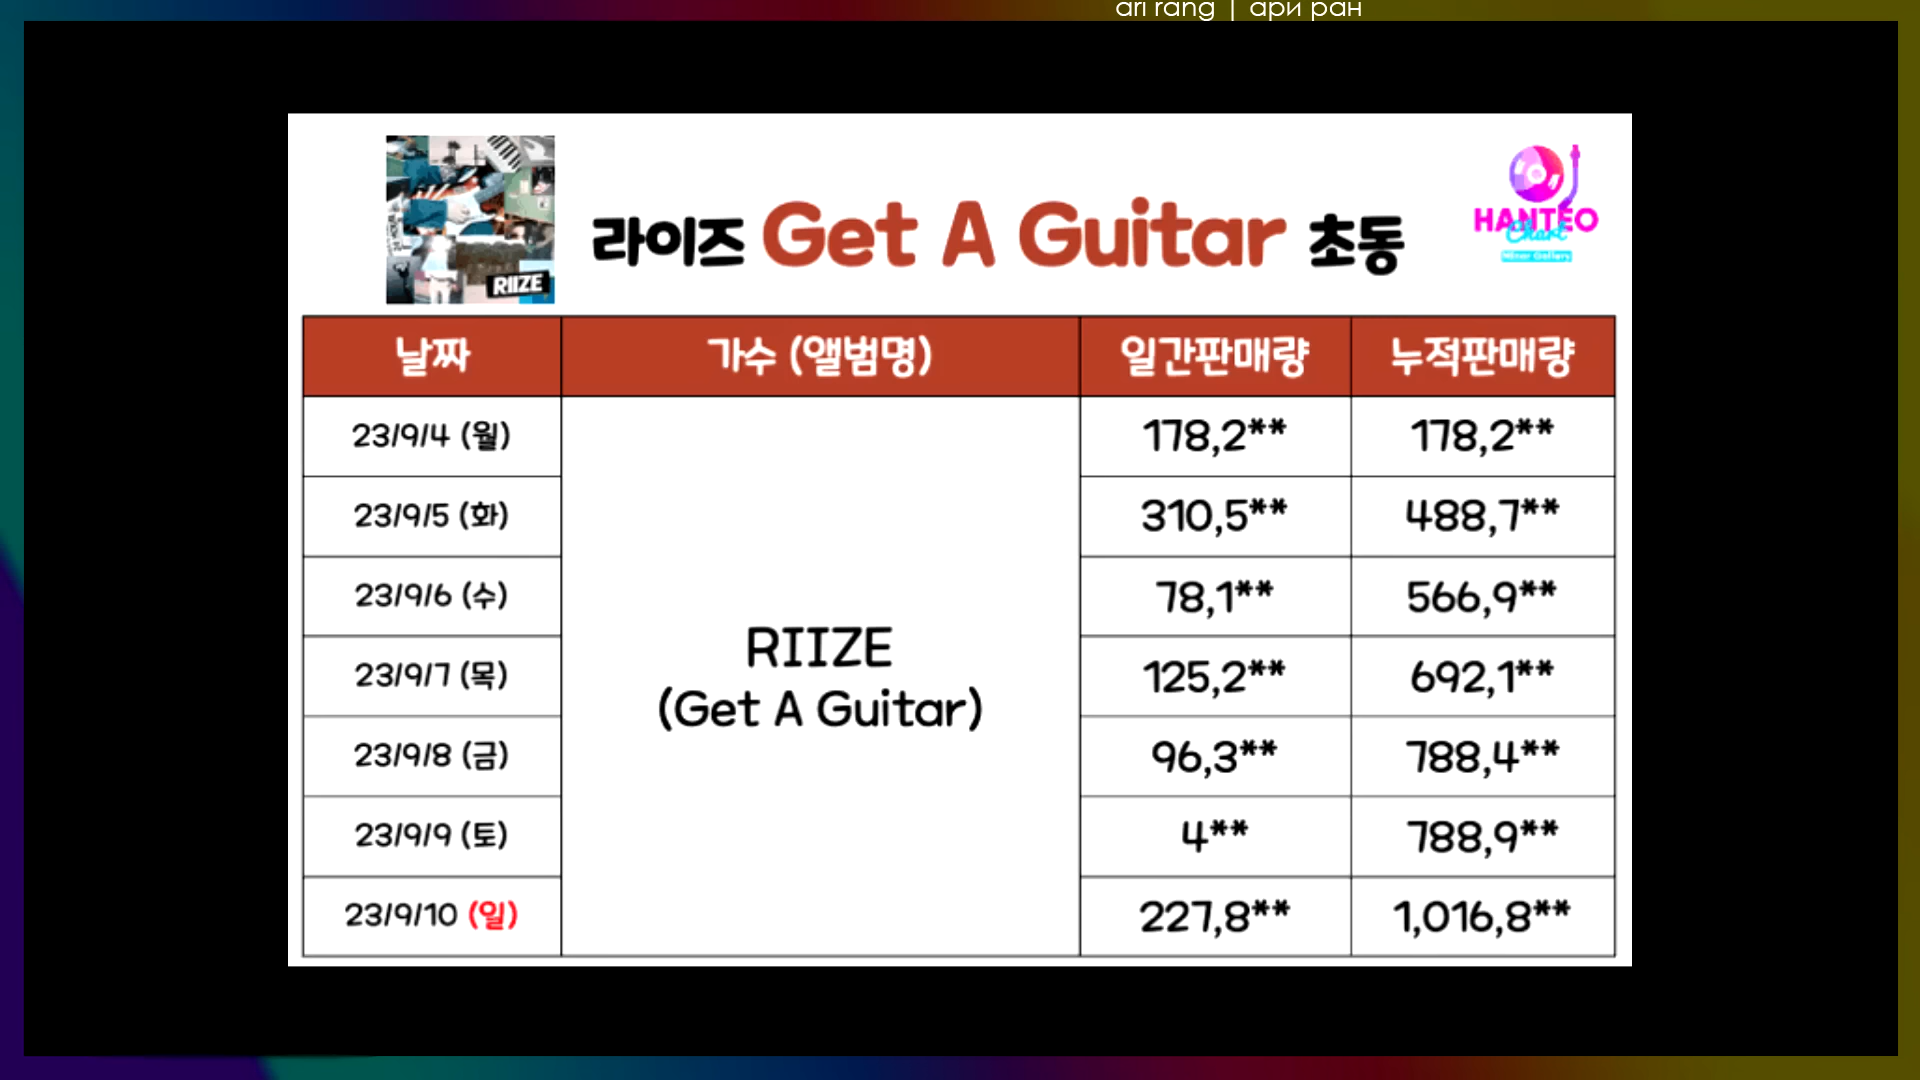 ari rang | ари ран
RIIZE
라이즈 Get A Guitar 초동
HANTEO
Chart
Minor Gallery
날짜 가수 (앨범명) 일간판매량 누적판매량
23/9/4 (월) 178,2** 178,2**
23/9/5 (화) 310,5** 488,7**
23/9/6 (수) 78,1** 566,9**
RIIZE
23/9/7 (목) 125,2** 692,1**
(Get A Guitar)
23/9/8 (금) 96,3** 788,4**
23/9/9 (토) 4** 788,9**
23/9/10 (일) 227,8** 1,016,8**